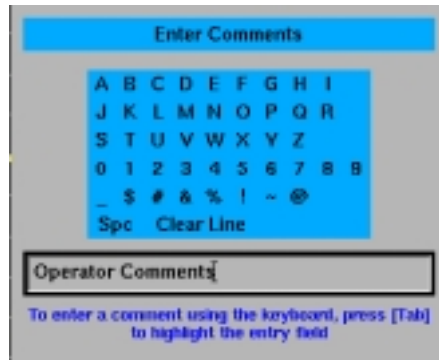 Enter Comments
A B C D E F G H I
J K L M N O P Q R
S T U V W X Y Z
0 1 2 3 4 5 6 7 8 9
_ $ # & % ! ~ @
Spc Clear Line
Operator Comments
To enter a comment using the keyboard, press [Tab]
to highlight the entry field